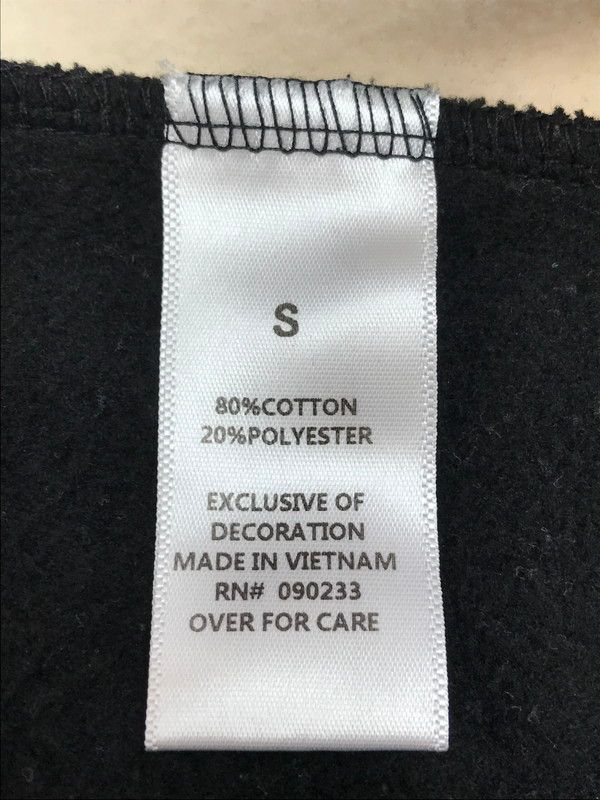 S
80%COTTON
20%POLYESTER
EXCLUSIVE OF
DECORATION
MADE IN VIETNAM
RN# 090233
OVER FOR CARE